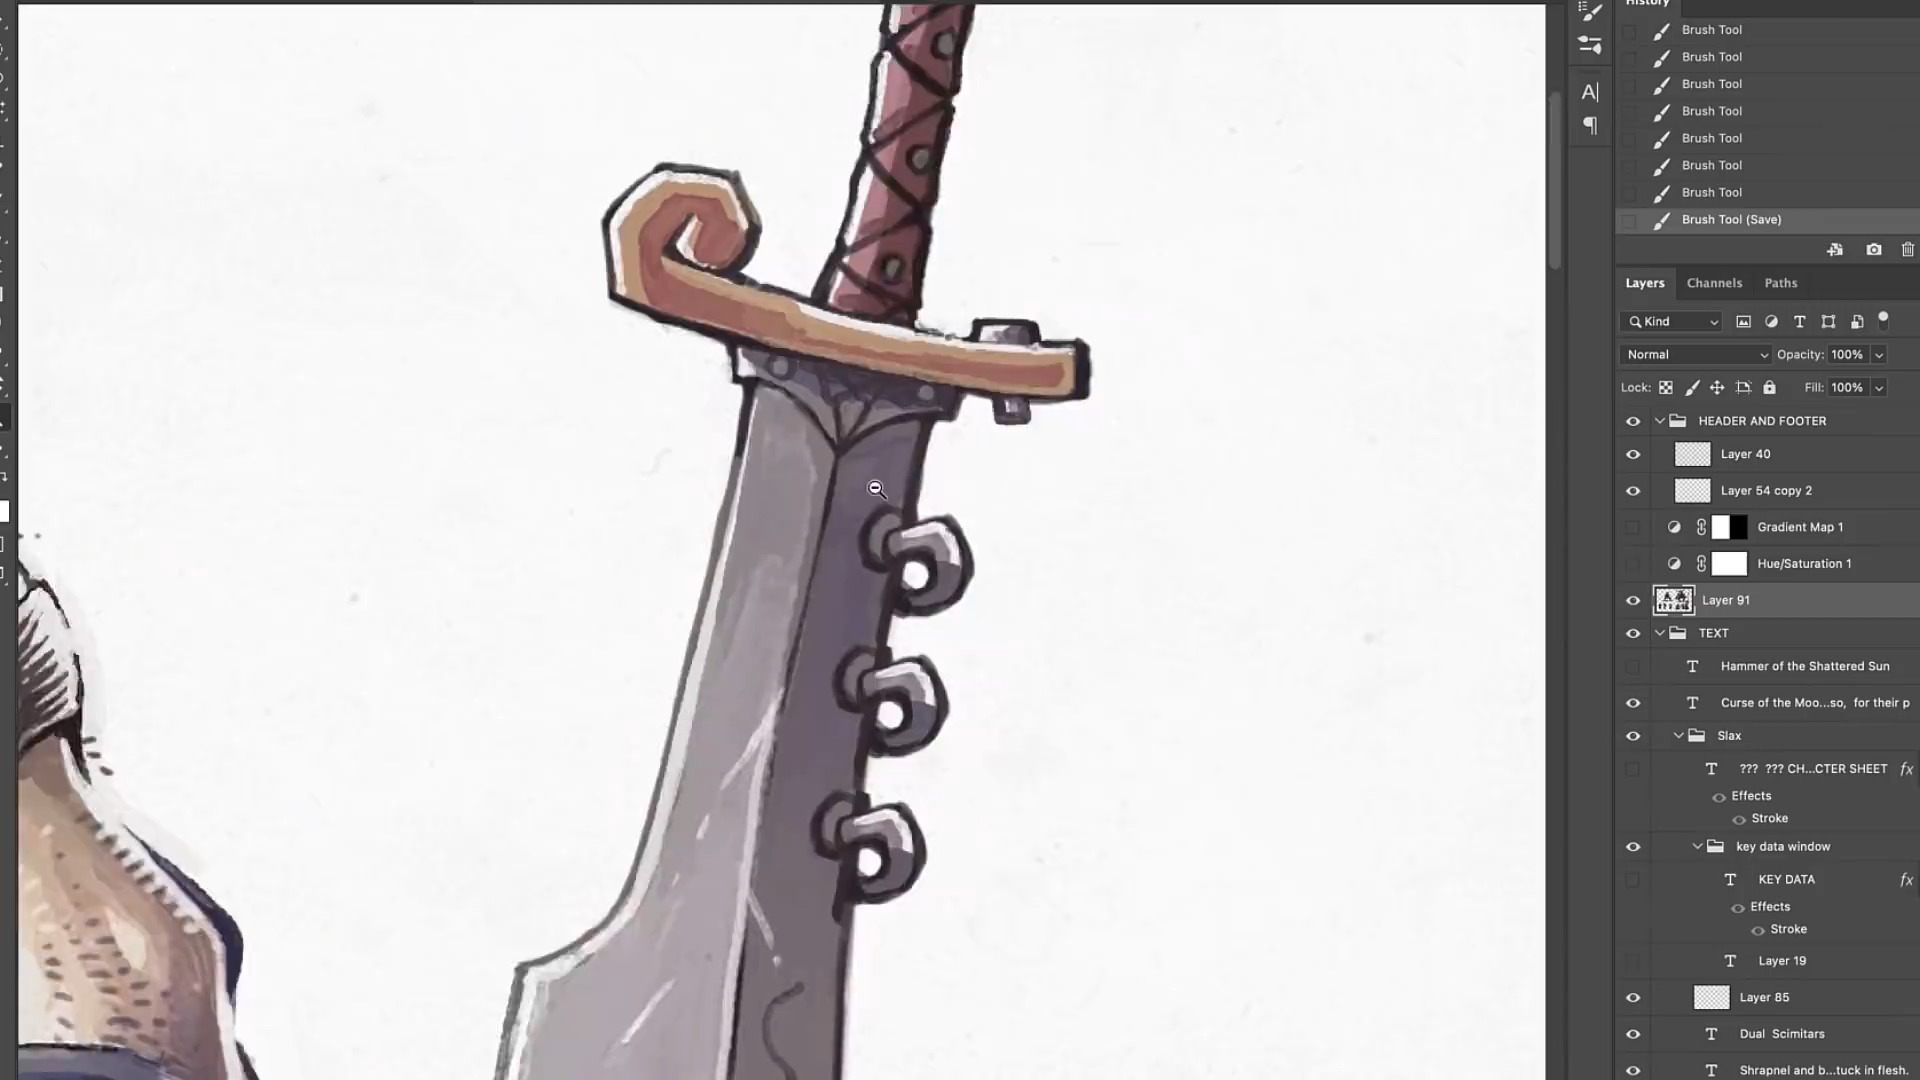 History
Brush Tool
Brush Tool
Brush Tool
Brush Tool
Brush Tool
Brush Tool
Brush Tool
Brush Tool (Save)
Layers Channels Paths
Kind
Normal Opacity: 100%
Lock: Fill: 100%
HEADER AND FOOTER
Layer 40
Layer 54 copy 2
Gradient Map 1
Hue/Saturation 1
Layer 91
TEXT
Hammer of the Shattered Sun
Curse of the Moo...so, for their p
Slax
??? ??? CH...CTER SHEET fx
Effects
Stroke
key data window
KEY DATA fx
Effects
Stroke
Layer 19
Layer 85
Dual Scimitars
Shrapnel and b...tuck in flesh.